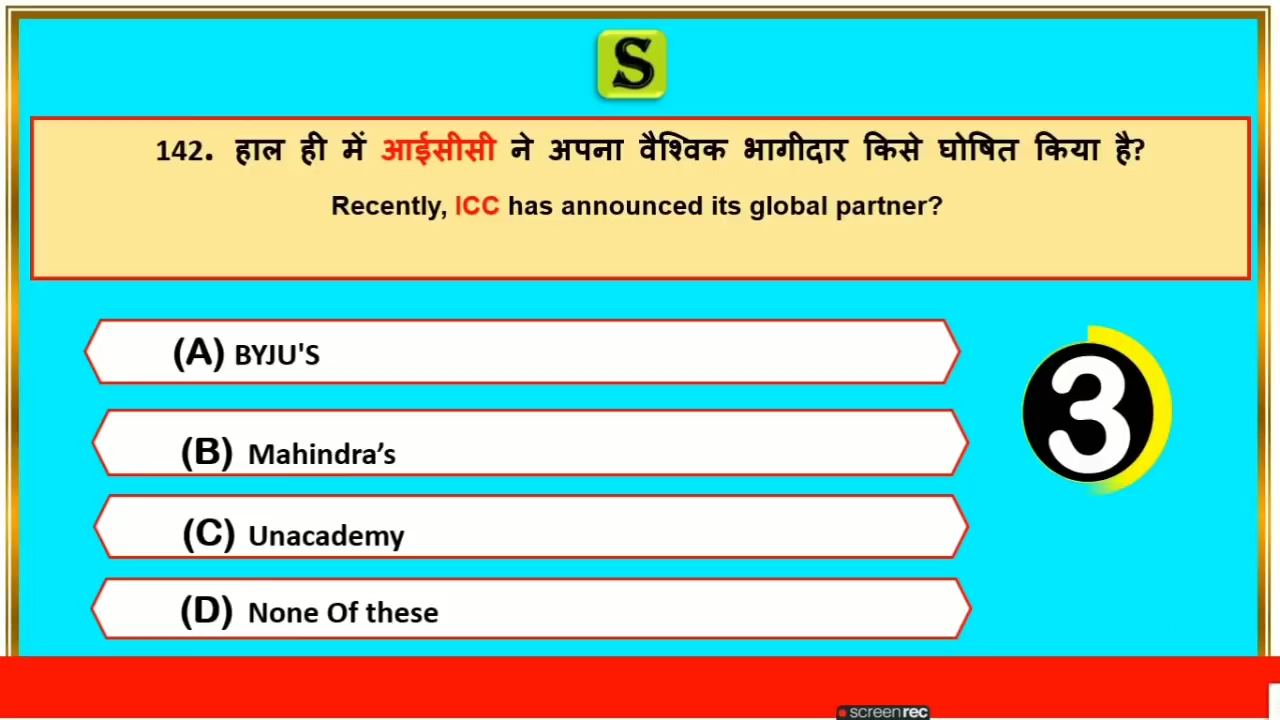 S
142. हाल ही में आईसीसी ने अपना वैश्विक भागीदार किसे घोषित किया है?
Recently, ICC has announced its global partner?
(A) BYJU'S
(B) Mahindra’s
(C) Unacademy
(D) None Of these
3
screenrec